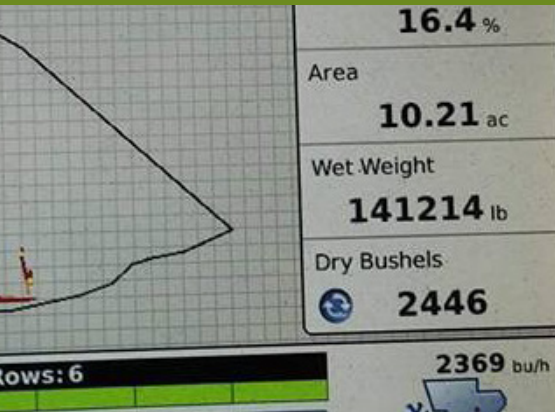 16.4 %
Area
10.21 ac
Wet Weight
141214 lb
Dry Bushels
2446
Rows: 6
2369 bu/h